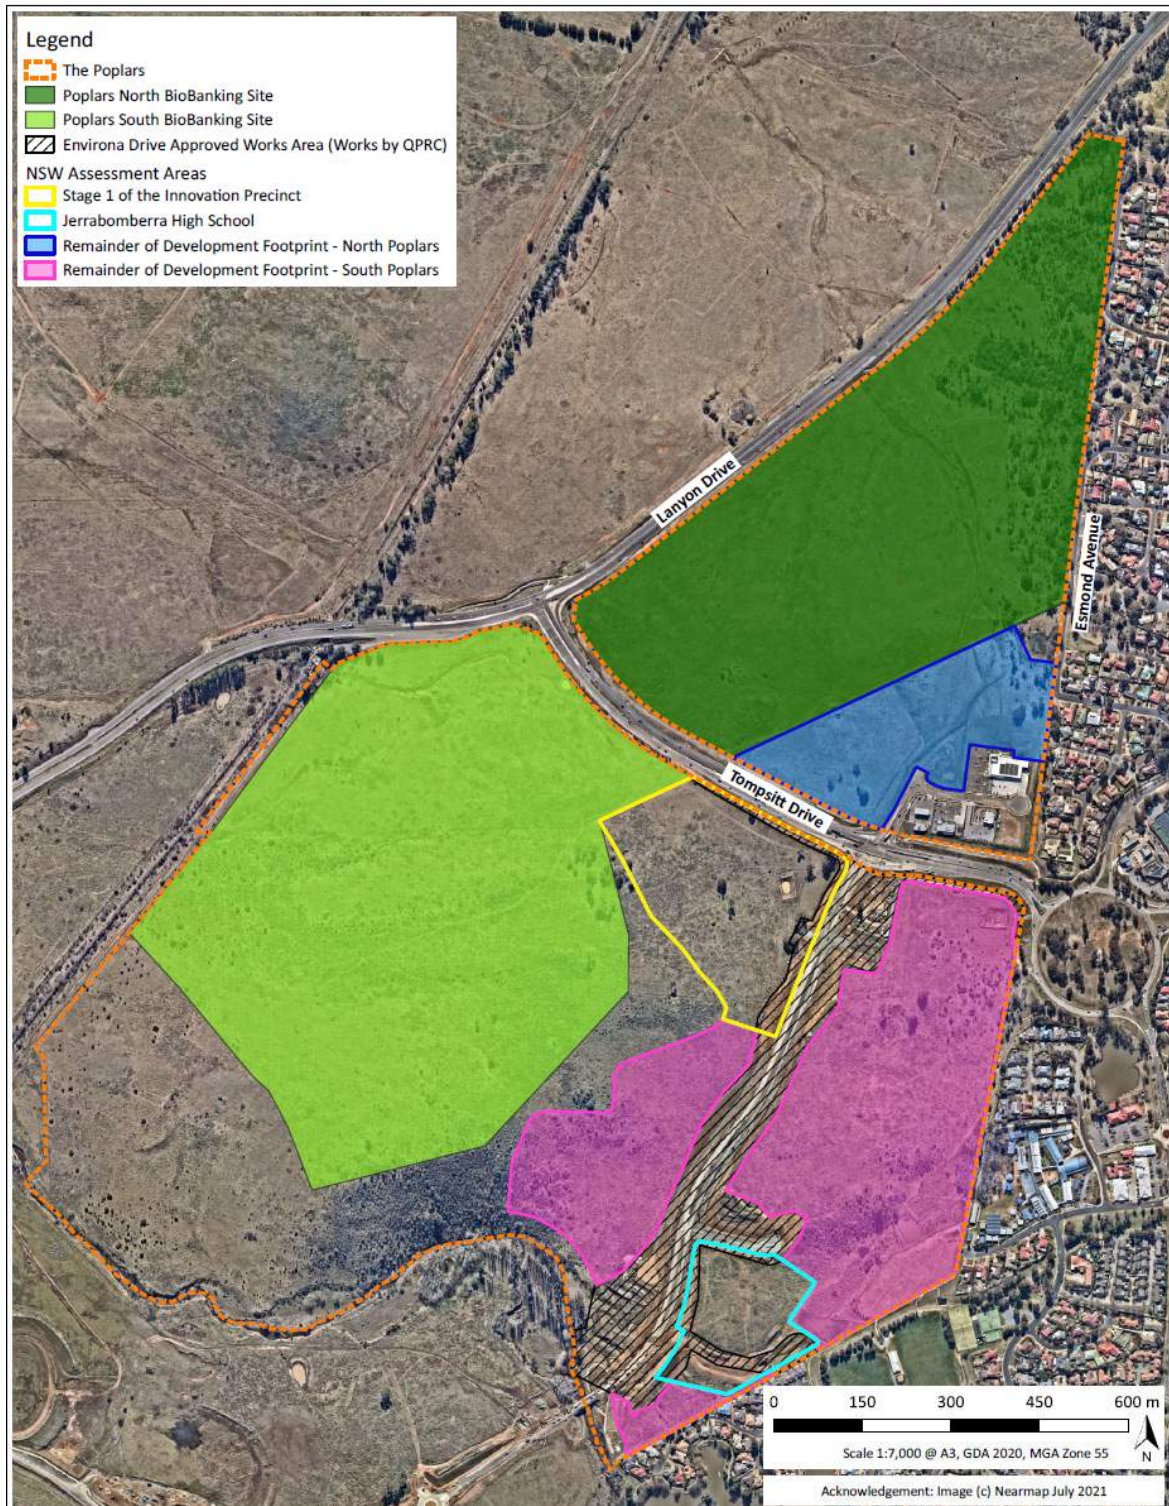 Legend
The Poplars
Poplars North BioBanking Site
Poplars South BioBanking Site
Environa Drive Approved Works Area (Works by QPRC)
NSW Assessment Areas
Stage 1 of the Innovation Precinct
Jerrabomberra High School
Remainder of Development Footprint - North Poplars
Remainder of Development Footprint - South Poplars
Lanyon Drive
Esmond Avenue
Tompsitt Drive
0 150 300 450 600 m
Scale 1:7,000 @ A3, GDA 2020, MGA Zone 55
N
Acknowledgement: Image (c) Nearmap July 2021